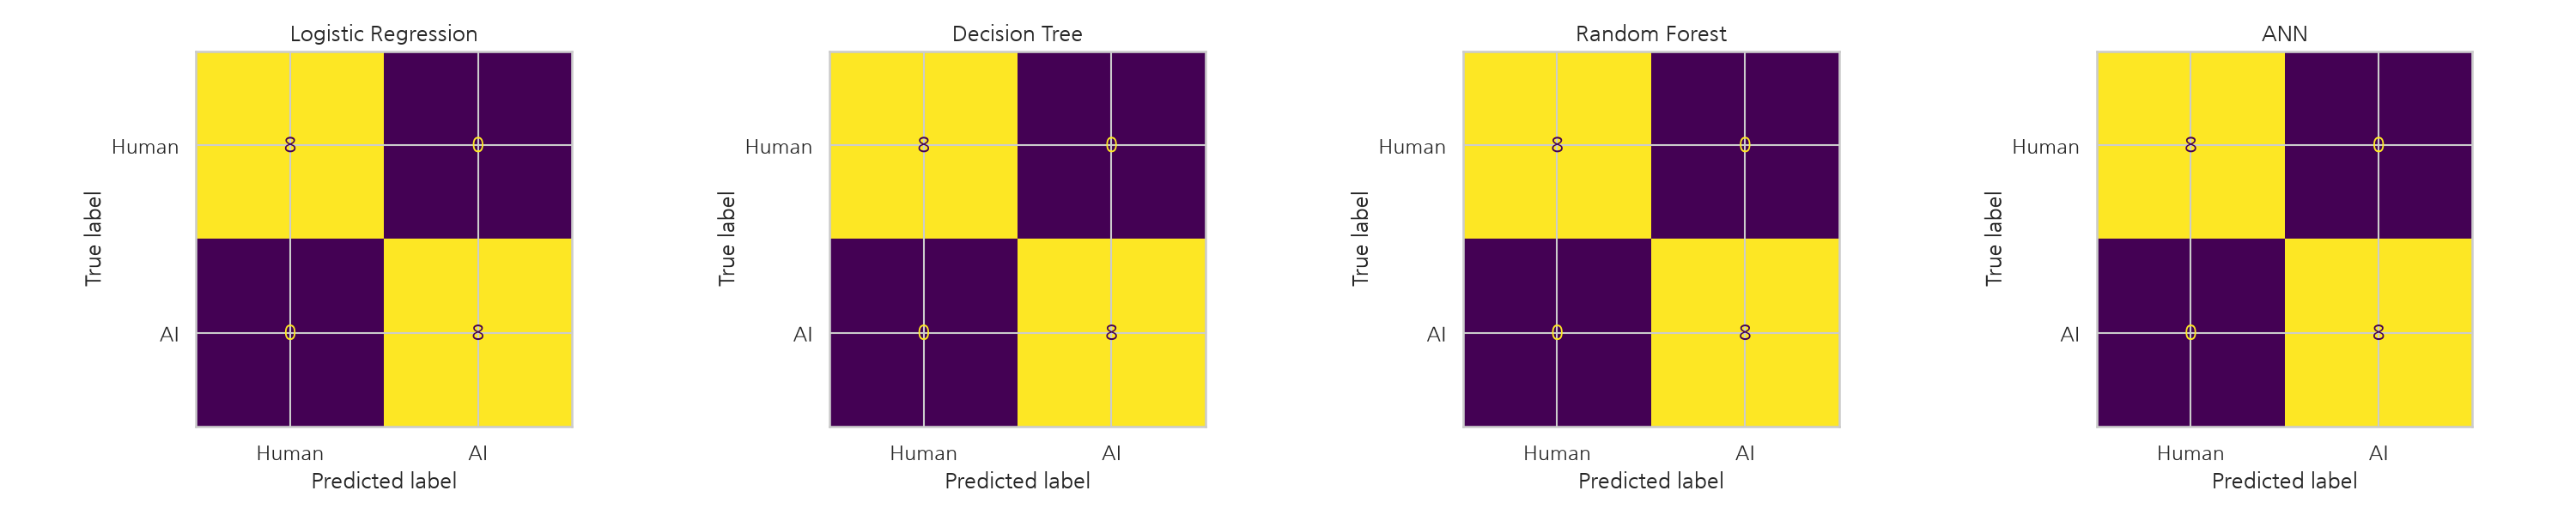 Logistic Regression
True label
Human
8
0
AI
0
8
Human
AI
Predicted label
Decision Tree
True label
Human
8
0
AI
0
8
Human
AI
Predicted label
Random Forest
True label
Human
8
0
AI
0
8
Human
AI
Predicted label
ANN
True label
Human
8
0
AI
0
8
Human
AI
Predicted label